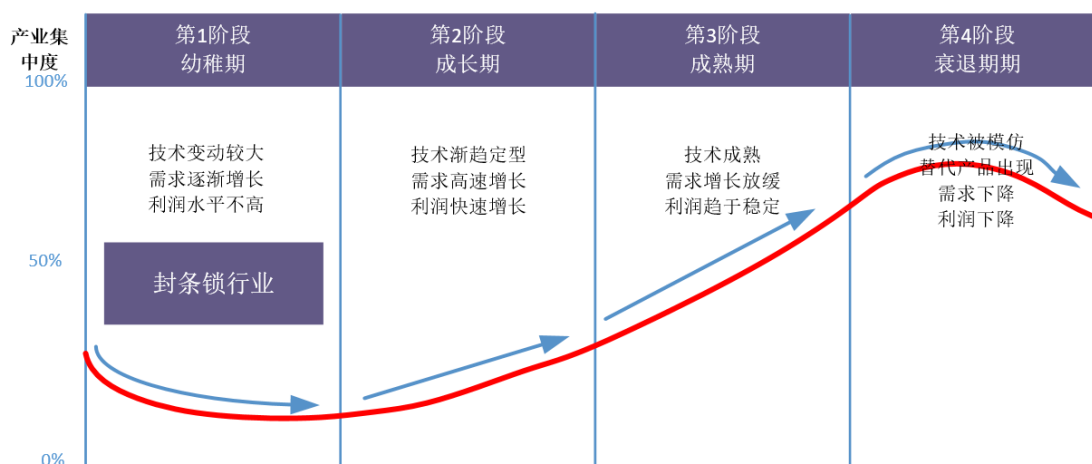 产业集
中度
100%
50%
0%
第1阶段
幼稚期
第2阶段
成长期
第3阶段
成熟期
第4阶段
衰退期期
技术变动较大
需求逐渐增长
利润水平不高
封条锁行业
技术渐趋定型
需求高速增长
利润快速增长
技术成熟
需求增长放缓
利润趋于稳定
技术被模仿
替代产品出现
需求下降
利润下降